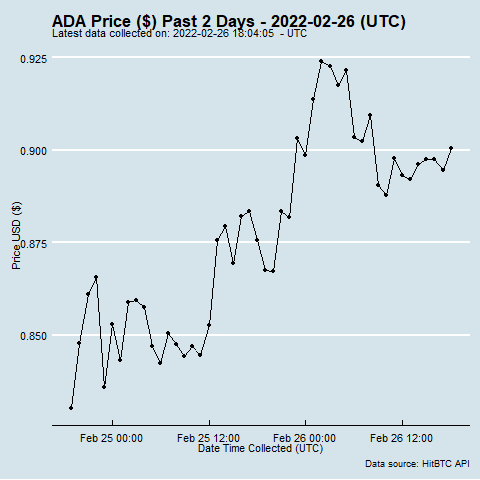 ADA Price ($) Past 2 Days - 2022-02-26 (UTC)
Latest data collected on: 2022-02-26 18:04:05 - UTC
0.925
0.900
0.875
0.850
Price USD ($)
Feb 25 00:00 Feb 25 12:00 Feb 26 00:00 Feb 26 12:00
Date Time Collected (UTC)
Data source: HitBTC API